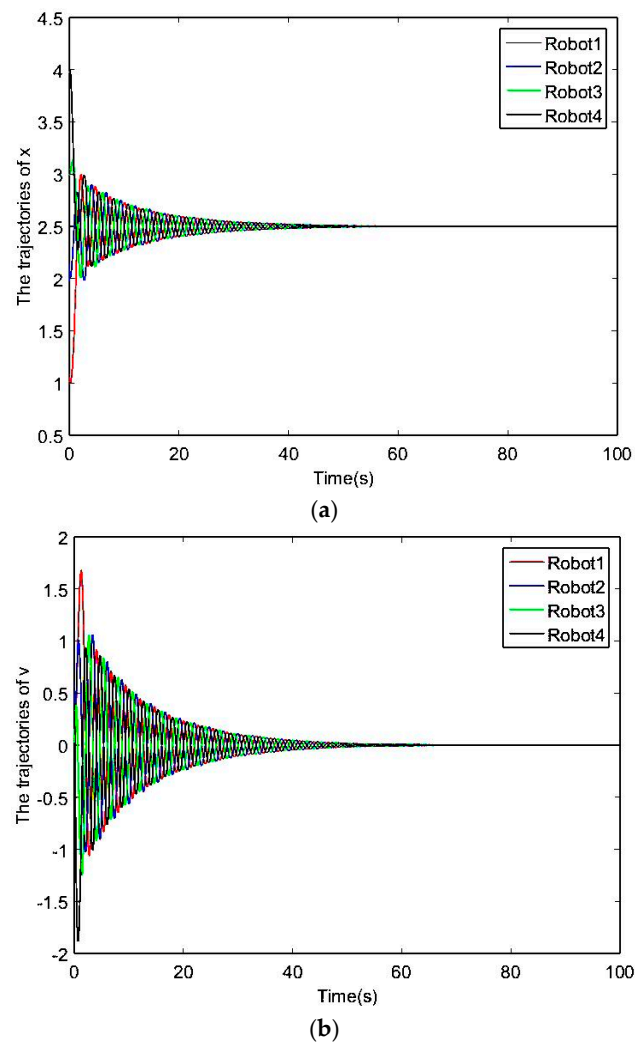 The trajectories of x
4.5
4
3.5
3
2.5
2
1.5
1
0.5
Robot1
Robot2
Robot3
Robot4
0 20 40 60 80 100
Time(s)
(a)
The trajectories of v
2
1.5
1
0.5
0
-0.5
-1
-1.5
-2
Robot1
Robot2
Robot3
Robot4
0 20 40 60 80 100
Time(s)
(b)